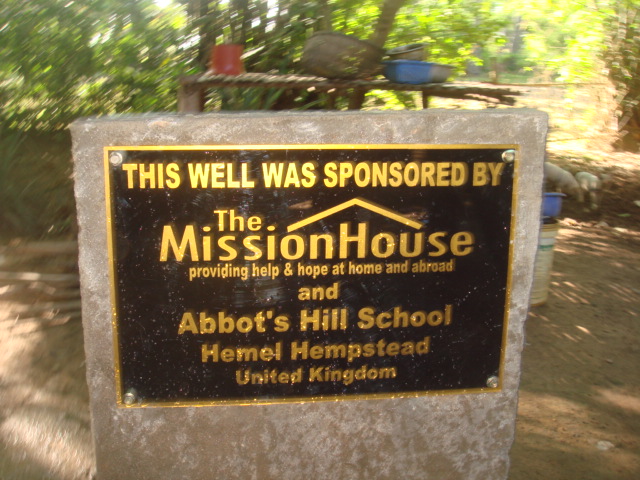 THIS WELL WAS SPONSORED BY
The
MissionHouse
providing help & hope at home and abroad
and
Abbot's Hill School
Hemel Hempstead
United Kingdom